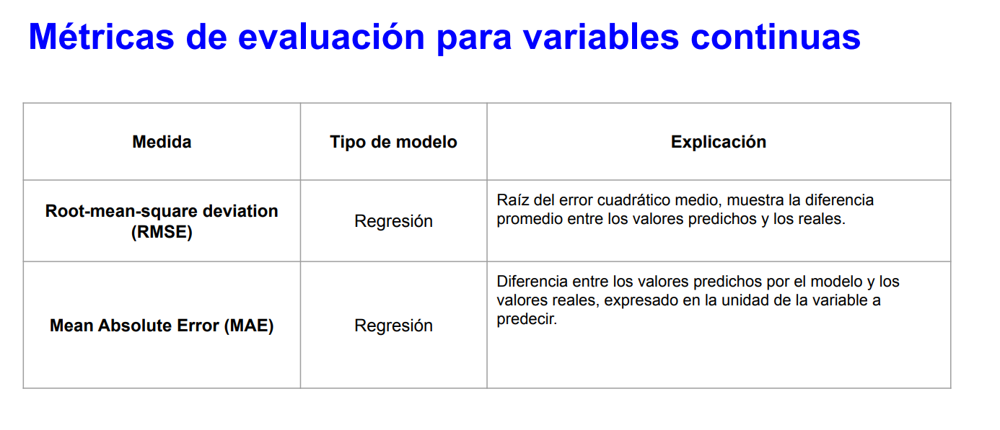 Métricas de evaluación para variables continuas
Medida
Tipo de modelo
Explicación
Root-mean-square deviation
(RMSE)
Regresión
Raíz del error cuadrático medio, muestra la diferencia
promedio entre los valores predichos y los reales.
Mean Absolute Error (MAE)
Regresión
Diferencia entre los valores predichos por el modelo y los
valores reales, expresado en la unidad de la variable a
predecir.